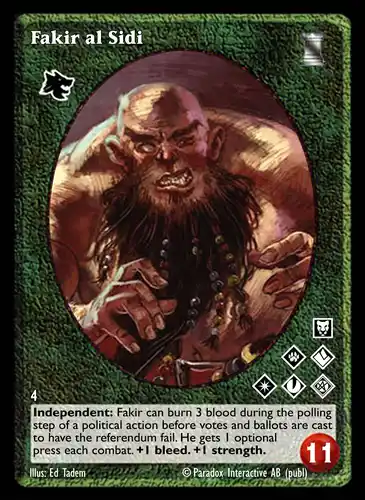 Fakir al Sidi
4
Independent: Fakir can burn 3 blood during the polling
step of a political action before votes and ballots are cast
to have the referendum fail. He gets 1 optional
press each combat. +1 bleed. +1 strength.
11
Illus: Ed Tadem
© Paradox Interactive AB (publ)